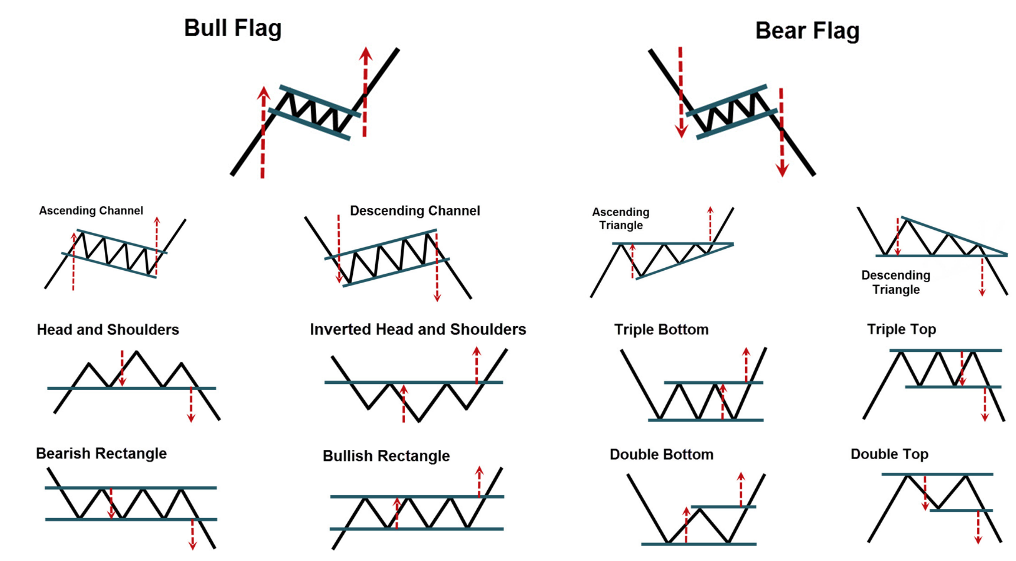 Bull Flag
Bear Flag
Ascending Channel
Descending Channel
Ascending
Triangle
Descending
Triangle
Head and Shoulders
Inverted Head and Shoulders
Triple Bottom
Triple Top
Bearish Rectangle
Bullish Rectangle
Double Bottom
Double Top